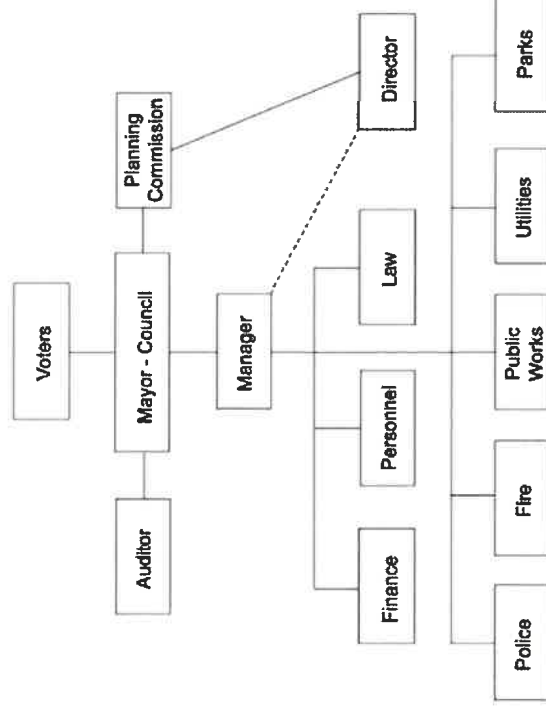 Voters
Auditor
Mayor - Council
Planning
Commission
Manager
Finance
Personnel
Law
Director
Police
Fire
Public
Works
Utilities
Parks